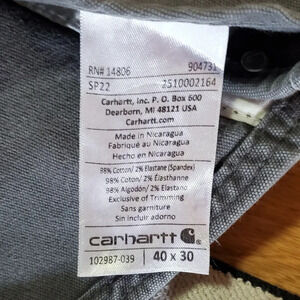 RN# 14806 904731
SP22 2510002164
Carhartt, Inc. P. O. Box 600
Dearborn, MI 48121 USA
Carhartt.com
Made in Nicaragua
Fabriqué au Nicaragua
Hecho en Nicaragua
98% Cotton/ 2% Elastane (Spandex)
98% Coton/ 2% Élasthanne
98% Algodón/ 2% Elastano
Exclusive of Trimming
Sans garniture
Sin incluir adorno
carhartt
102987-039 40 x 30